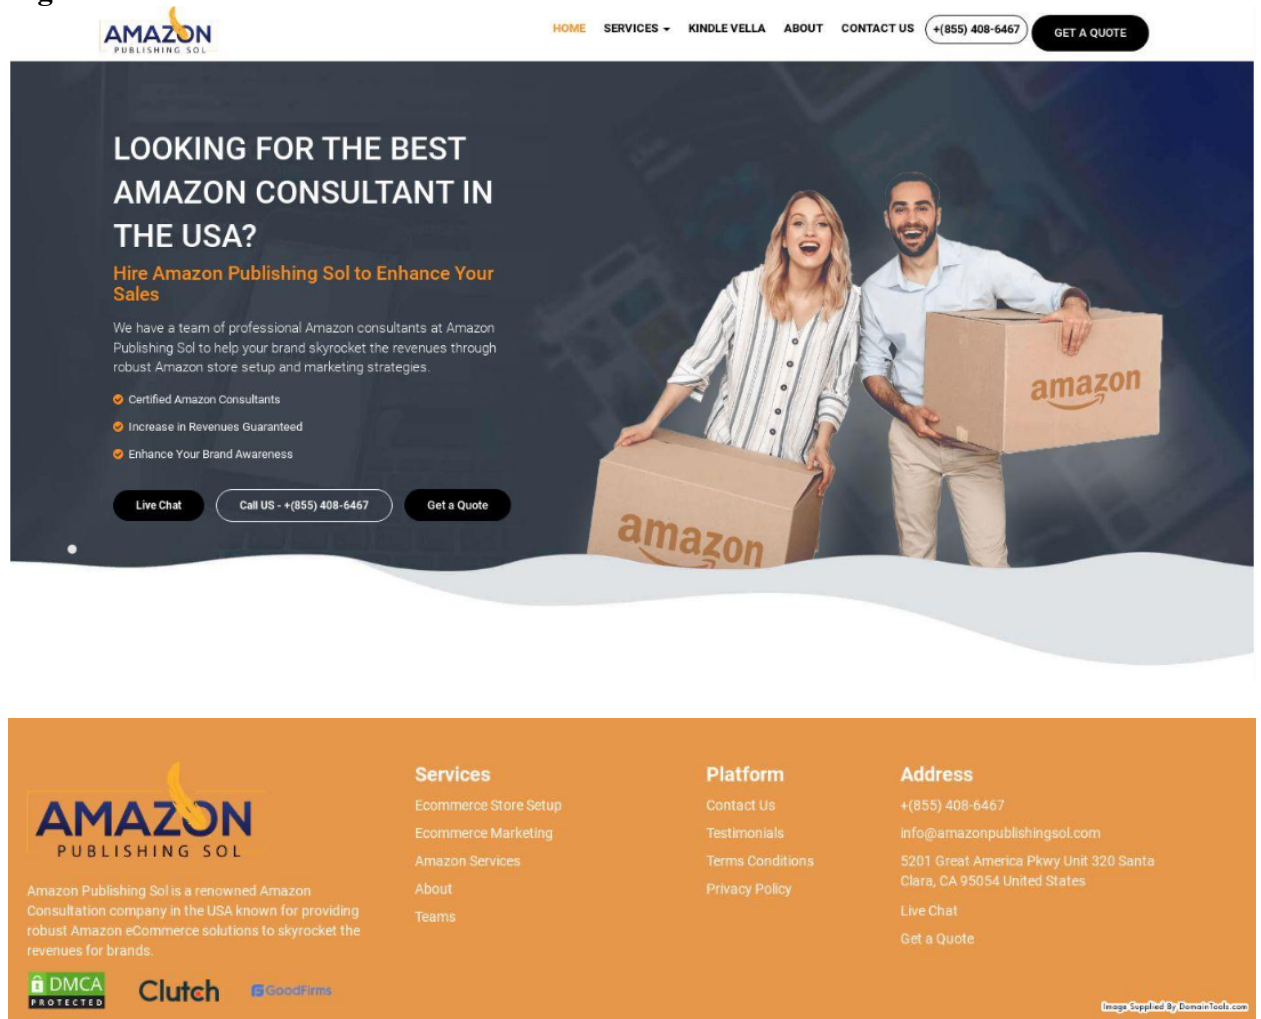 AMAZON
PUBLISHING SOL
HOME SERVICES KINDLE VELLA ABOUT CONTACT US +(855) 408-6467 GET A QUOTE
LOOKING FOR THE BEST
AMAZON CONSULTANT IN
THE USA?
Hire Amazon Publishing Sol to Enhance Your
Sales
We have a team of professional Amazon consultants at Amazon
Publishing Sol to help your brand skyrocket the revenues through
robust Amazon store setup and marketing strategies.
Certified Amazon Consultants
Increase in Revenues Guaranteed
Enhance Your Brand Awareness
Live Chat Call US - +(855) 408-6467 Get a Quote
amazon
amazon
AMAZON
PUBLISHING SOL
Amazon Publishing Sol is a renowned Amazon
Consultation company in the USA known for providing
robust Amazon eCommerce solutions to skyrocket the
revenues for brands.
DMCA
PROTECTED
Clutch
GoodFirms
Services
Ecommerce Store Setup
Ecommerce Marketing
Amazon Services
About
Teams
Platform
Contact Us
Testimonials
Terms Conditions
Privacy Policy
Address
+(855) 408-6467
info@amazonpublishingsol.com
5201 Great America Pkwy Unit 320 Santa
Clara, CA 95054 United States
Live Chat
Get a Quote
Image Supplied By DomainTools.com